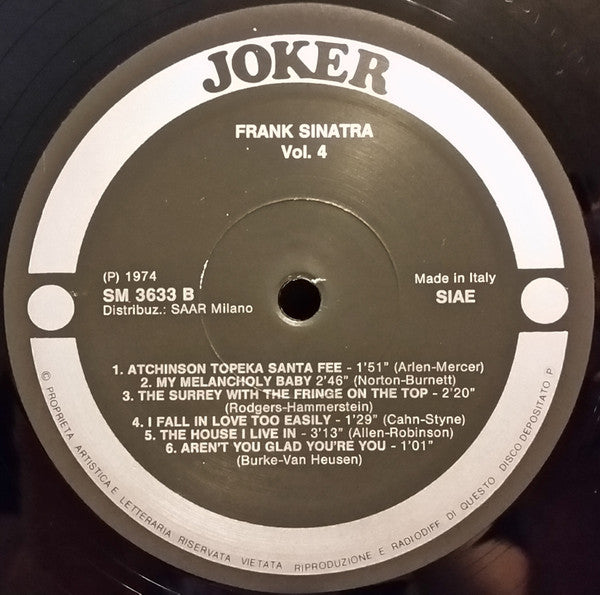 JOKER
FRANK SINATRA
Vol. 4
(P) 1974
SM 3633 B
Distribuz.: SAAR Milano
Made in Italy
SIAE
1. ATCHINSON TOPEKA SANTA FEE - 1'51" (Arlen-Mercer)
2. MY MELANCHOLY BABY 2'46" (Norton-Burnett)
3. THE SURREY WITH THE FRINGE ON THE TOP - 2'20"
(Rodgers-Hammerstein)
4. I FALL IN LOVE TOO EASILY - 1'29" (Cahn-Styne)
5. THE HOUSE I LIVE IN - 3'13" (Allen-Robinson)
6. AREN'T YOU GLAD YOU'RE YOU - 1'01"
(Burke-Van Heusen)
© PROPRIETA ARTISTICA E LETTERARIA RISERVATA VIETATA RIPRODUZIONE E RADIODIFF DI QUESTO DISCO DEPOSITATO P